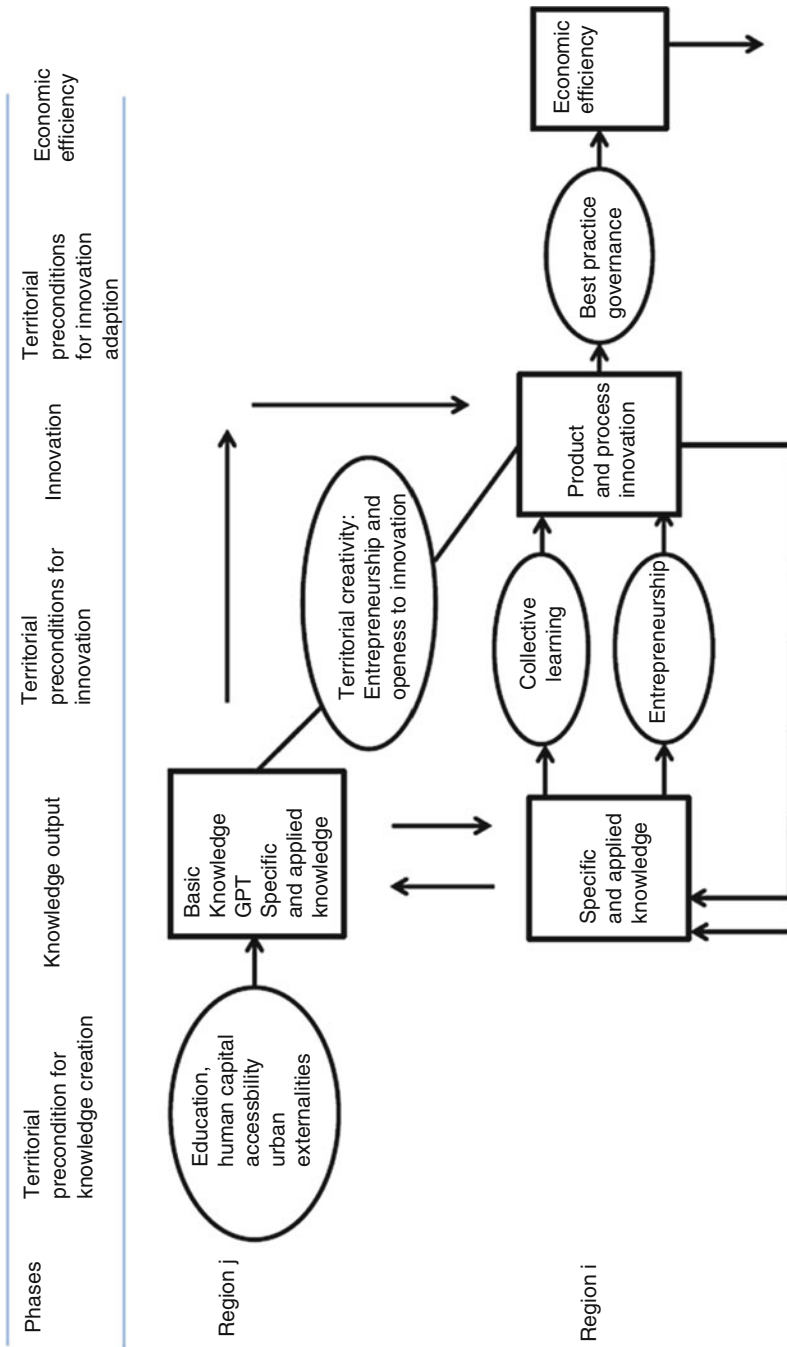 Phases
Territorial
precondition for
knowledge creation
Knowledge output
Territorial
preconditions for
innovation
Innovation
Territorial
preconditions
for innovation
adaption
Economic
efficiency
Region j
Education,
human capital
accessbility
urban
externalities
Basic
Knowledge
GPT
Specific
and applied
knowledge
Territorial creativity:
Entrepreneurship and
openess to innovation
Region i
Specific
and applied
knowledge
Collective
learning
Entrepreneurship
Product
and process
innovation
Best practice
governance
Economic
efficiency